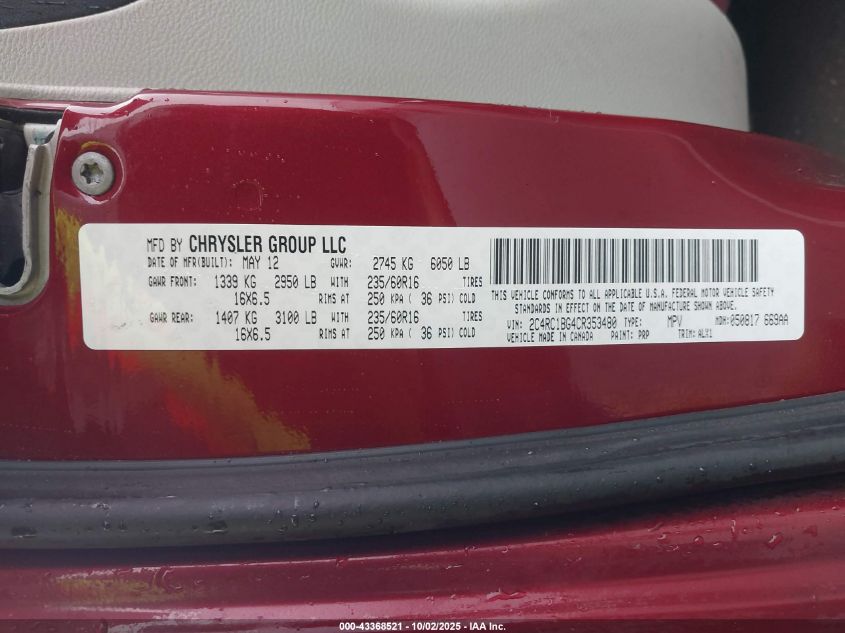 MFD BY CHRYSLER GROUP LLC
DATE OF MFR(BUILT): MAY 12 GVWR: 2745 KG 6050 LB
GAWR FRONT: 1339 KG 2950 LB WITH 235/60R16 TIRES
16X6.5 RIMS AT 250 KPA ( 36 PSI) COLD
GAWR REAR: 1407 KG 3100 LB WITH 235/60R16 TIRES
16X6.5 RIMS AT 250 KPA ( 36 PSI) COLD
THIS VEHICLE CONFORMS TO ALL APPLICABLE U.S.A. FEDERAL MOTOR VEHICLE SAFETY
STANDARDS IN EFFECT ON THE DATE OF MANUFACTURE SHOWN ABOVE.
VIN: 2C4RC1BG4CR353480 TYPE: MPV MDH: 050817 669AA
VEHICLE MADE IN CANADA PAINT: PRP TRIM: ALX1
000-43368521 - 10/02/2025 - IAA Inc.